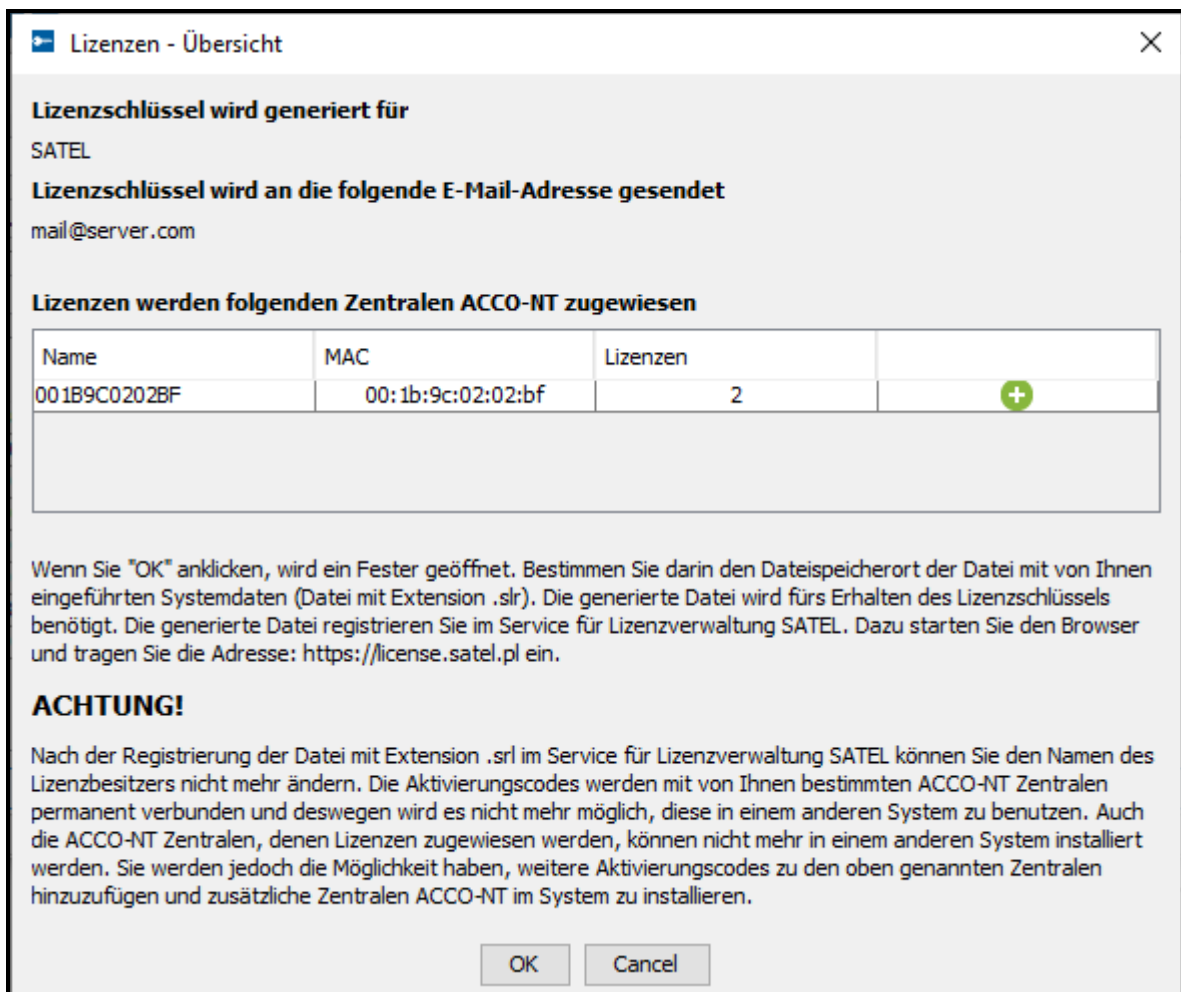 Lizenzen - Übersicht
Lizenzschlüssel wird generiert für
SATEL
Lizenzschlüssel wird an die folgende E-Mail-Adresse gesendet
mail@server.com
Lizenzen werden folgenden Zentralen ACCO-NT zugewiesen
Name MAC Lizenzen
001B9C0202BF 00:1b:9c:02:02:bf 2
Wenn Sie "OK" anklicken, wird ein Fester geöffnet. Bestimmen Sie darin den Dateispeicherort der Datei mit von Ihnen
eingeführten Systemdaten (Datei mit Extension .slr). Die generierte Datei wird fürs Erhalten des Lizenzschlüssels
benötigt. Die generierte Datei registrieren Sie im Service für Lizenzverwaltung SATEL. Dazu starten Sie den Browser
und tragen Sie die Adresse: https://license.satel.pl ein.
ACHTUNG!
Nach der Registrierung der Datei mit Extension .srl im Service für Lizenzverwaltung SATEL können Sie den Namen des
Lizenzbesitzers nicht mehr ändern. Die Aktivierungscodes werden mit von Ihnen bestimmten ACCO-NT Zentralen
permanent verbunden und deswegen wird es nicht mehr möglich, diese in einem anderen System zu benutzen. Auch
die ACCO-NT Zentralen, denen Lizenzen zugewiesen werden, können nicht mehr in einem anderen System installiert
werden. Sie werden jedoch die Möglichkeit haben, weitere Aktivierungscodes zu den oben genannten Zentralen
hinzuzufügen und zusätzliche Zentralen ACCO-NT im System zu installieren.
OK Cancel